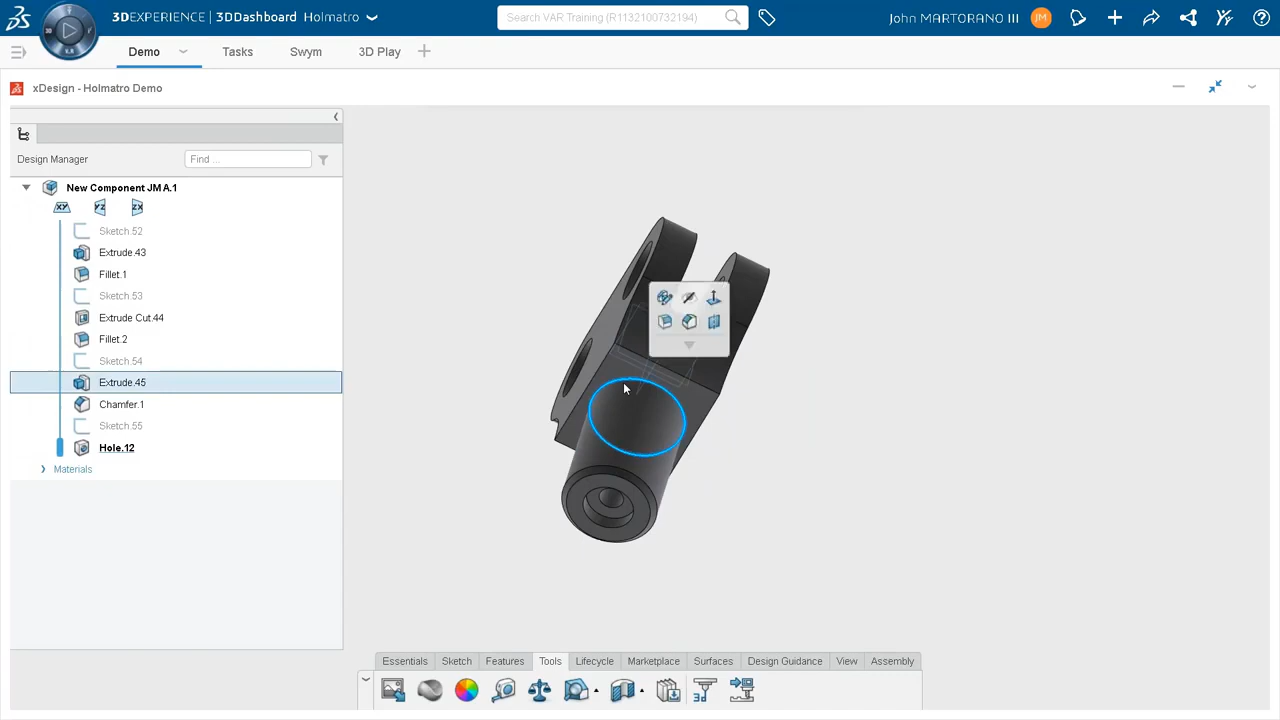 3DEXPERIENCE | 3DDashboard Holmatro
Search VAR Training (R1132100732194)
John MARTORANO III
JM
3D
V.R
Demo
Tasks
Swym
3D Play
xDesign - Holmatro Demo
Design Manager
Find ...
New Component JM A.1
XY
YZ
ZX
Sketch.52
Extrude.43
Fillet.1
Sketch.53
Extrude Cut.44
Fillet.2
Sketch.54
Extrude.45
Chamfer.1
Sketch.55
Hole.12
Materials
Essentials
Sketch
Features
Tools
Lifecycle
Marketplace
Surfaces
Design Guidance
View
Assembly